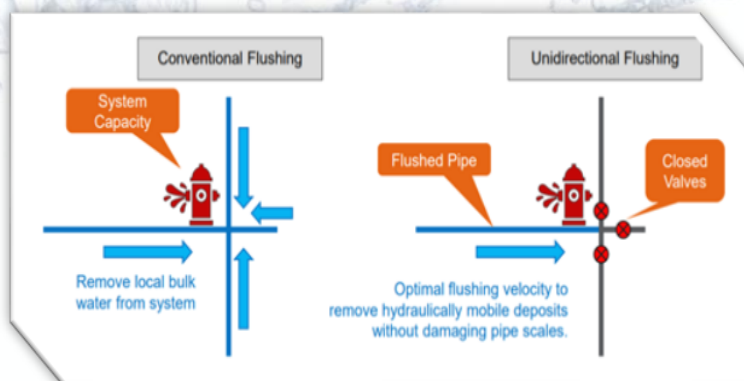 Conventional Flushing
System
Capacity
Remove local bulk
water from system
Unidirectional Flushing
Flushed Pipe
Closed
Valves
Optimal flushing velocity to
remove hydraulically mobile deposits
without damaging pipe scales.